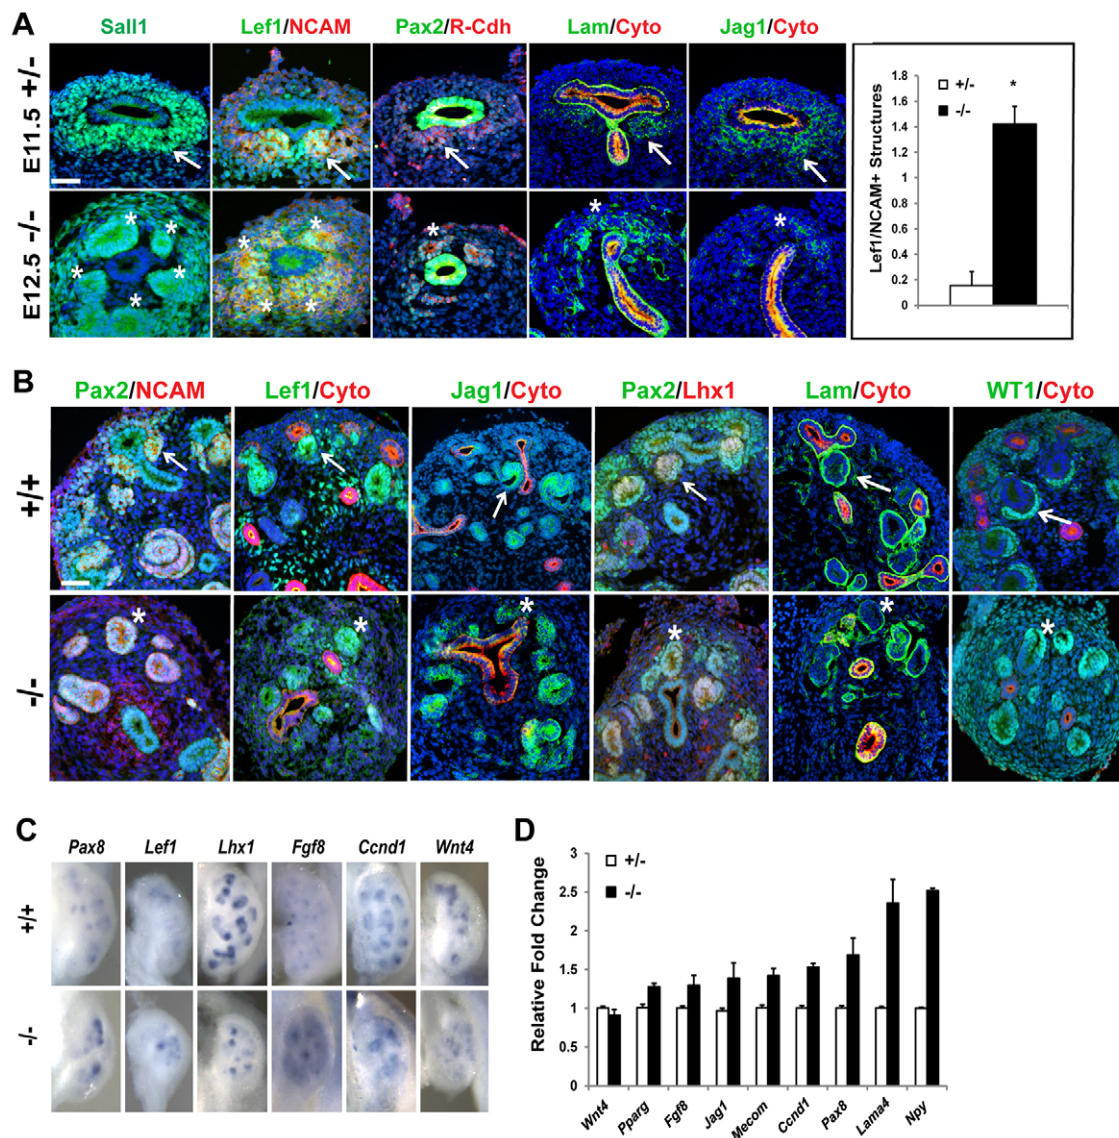 A
Sall1 Lef1/NCAM Pax2/R-Cdh Lam/Cyto Jag1/Cyto
E11.5 +/-
E12.5 -/-
* * * * *
* * * *
*
*
*
Left1/NCAM+ Structures
1.8
1.6
1.4
1.2
1
0.8
0.6
0.4
0.2
0
+/-
-/-
*
B
Pax2/NCAM Lef1/Cyto Jag1/Cyto Pax2/Lhx1 Lam/Cyto WT1/Cyto
+/+
-/-
* * * * * *
C
Pax8 Lef1 Lhx1 Fgf8 Ccnd1 Wnt4
+/+
-/-
D
Relative Fold Change
3
2.5
2
1.5
1
0.5
0
+/-
-/-
Wnt4 Pparg Fgf8 Jag1 Mecom Ccnd1 Pax8 Lama4 Npy